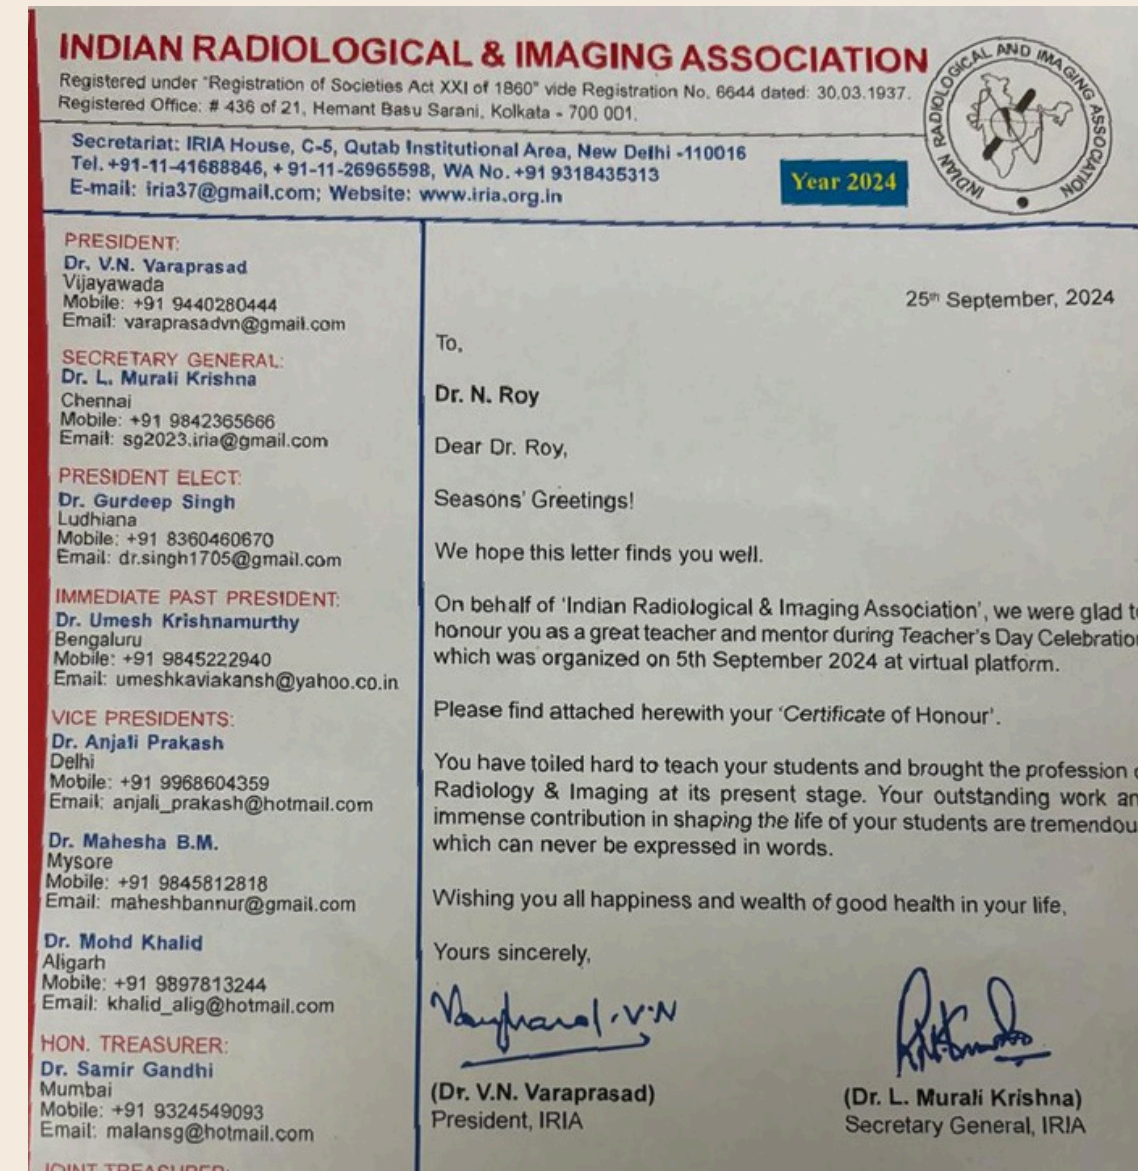 INDIAN RADIOLOGICAL & IMAGING ASSOCIATION
Registered under "Registration of Societies Act XXI of 1860" vide Registration No. 6644 dated: 30.03.1937.
Registered Office: # 436 of 21, Hemant Basu Sarani, Kolkata - 700 001.
INDIAN RADIOLOGICAL AND IMAGING ASSOCIATION
Secretariat: IRIA House, C-5, Qutab Institutional Area, New Delhi -110016
Tel. +91-11-41688846, + 91-11-26965598, WA No. +91 9318435313
E-mail: iria37@gmail.com; Website: www.iria.org.in
Year 2024
PRESIDENT:
Dr. V.N. Varaprasad
Vijayawada
Mobile: +91 9440280444
Email: varaprasadvn@gmail.com
SECRETARY GENERAL:
Dr. L. Murali Krishna
Chennai
Mobile: +91 9842365666
Email: sg2023.iria@gmail.com
PRESIDENT ELECT:
Dr. Gurdeep Singh
Ludhiana
Mobile: +91 8360460670
Email: dr.singh1705@gmail.com
IMMEDIATE PAST PRESIDENT:
Dr. Umesh Krishnamurthy
Bengaluru
Mobile: +91 9845222940
Email: umeshkaviakansh@yahoo.co.in
VICE PRESIDENTS:
Dr. Anjali Prakash
Delhi
Mobile: +91 9968604359
Email: anjali_prakash@hotmail.com
Dr. Mahesha B.M.
Mysore
Mobile: +91 9845812818
Email: maheshbannur@gmail.com
Dr. Mohd Khalid
Aligarh
Mobile: +91 9897813244
Email: khalid_alig@hotmail.com
HON. TREASURER:
Dr. Samir Gandhi
Mumbai
Mobile: +91 9324549093
Email: malansg@hotmail.com
JOINT TREASURER:
25th September, 2024
To,
Dr. N. Roy
Dear Dr. Roy,
Seasons' Greetings!
We hope this letter finds you well.
On behalf of 'Indian Radiological & Imaging Association', we were glad to
honour you as a great teacher and mentor during Teacher's Day Celebration
which was organized on 5th September 2024 at virtual platform.
Please find attached herewith your 'Certificate of Honour'.
You have toiled hard to teach your students and brought the profession
Radiology & Imaging at its present stage. Your outstanding work an
immense contribution in shaping the life of your students are tremendou
which can never be expressed in words.
Wishing you all happiness and wealth of good health in your life,
Yours sincerely,
(Dr. V.N. Varaprasad)
President, IRIA
(Dr. L. Murali Krishna)
Secretary General, IRIA